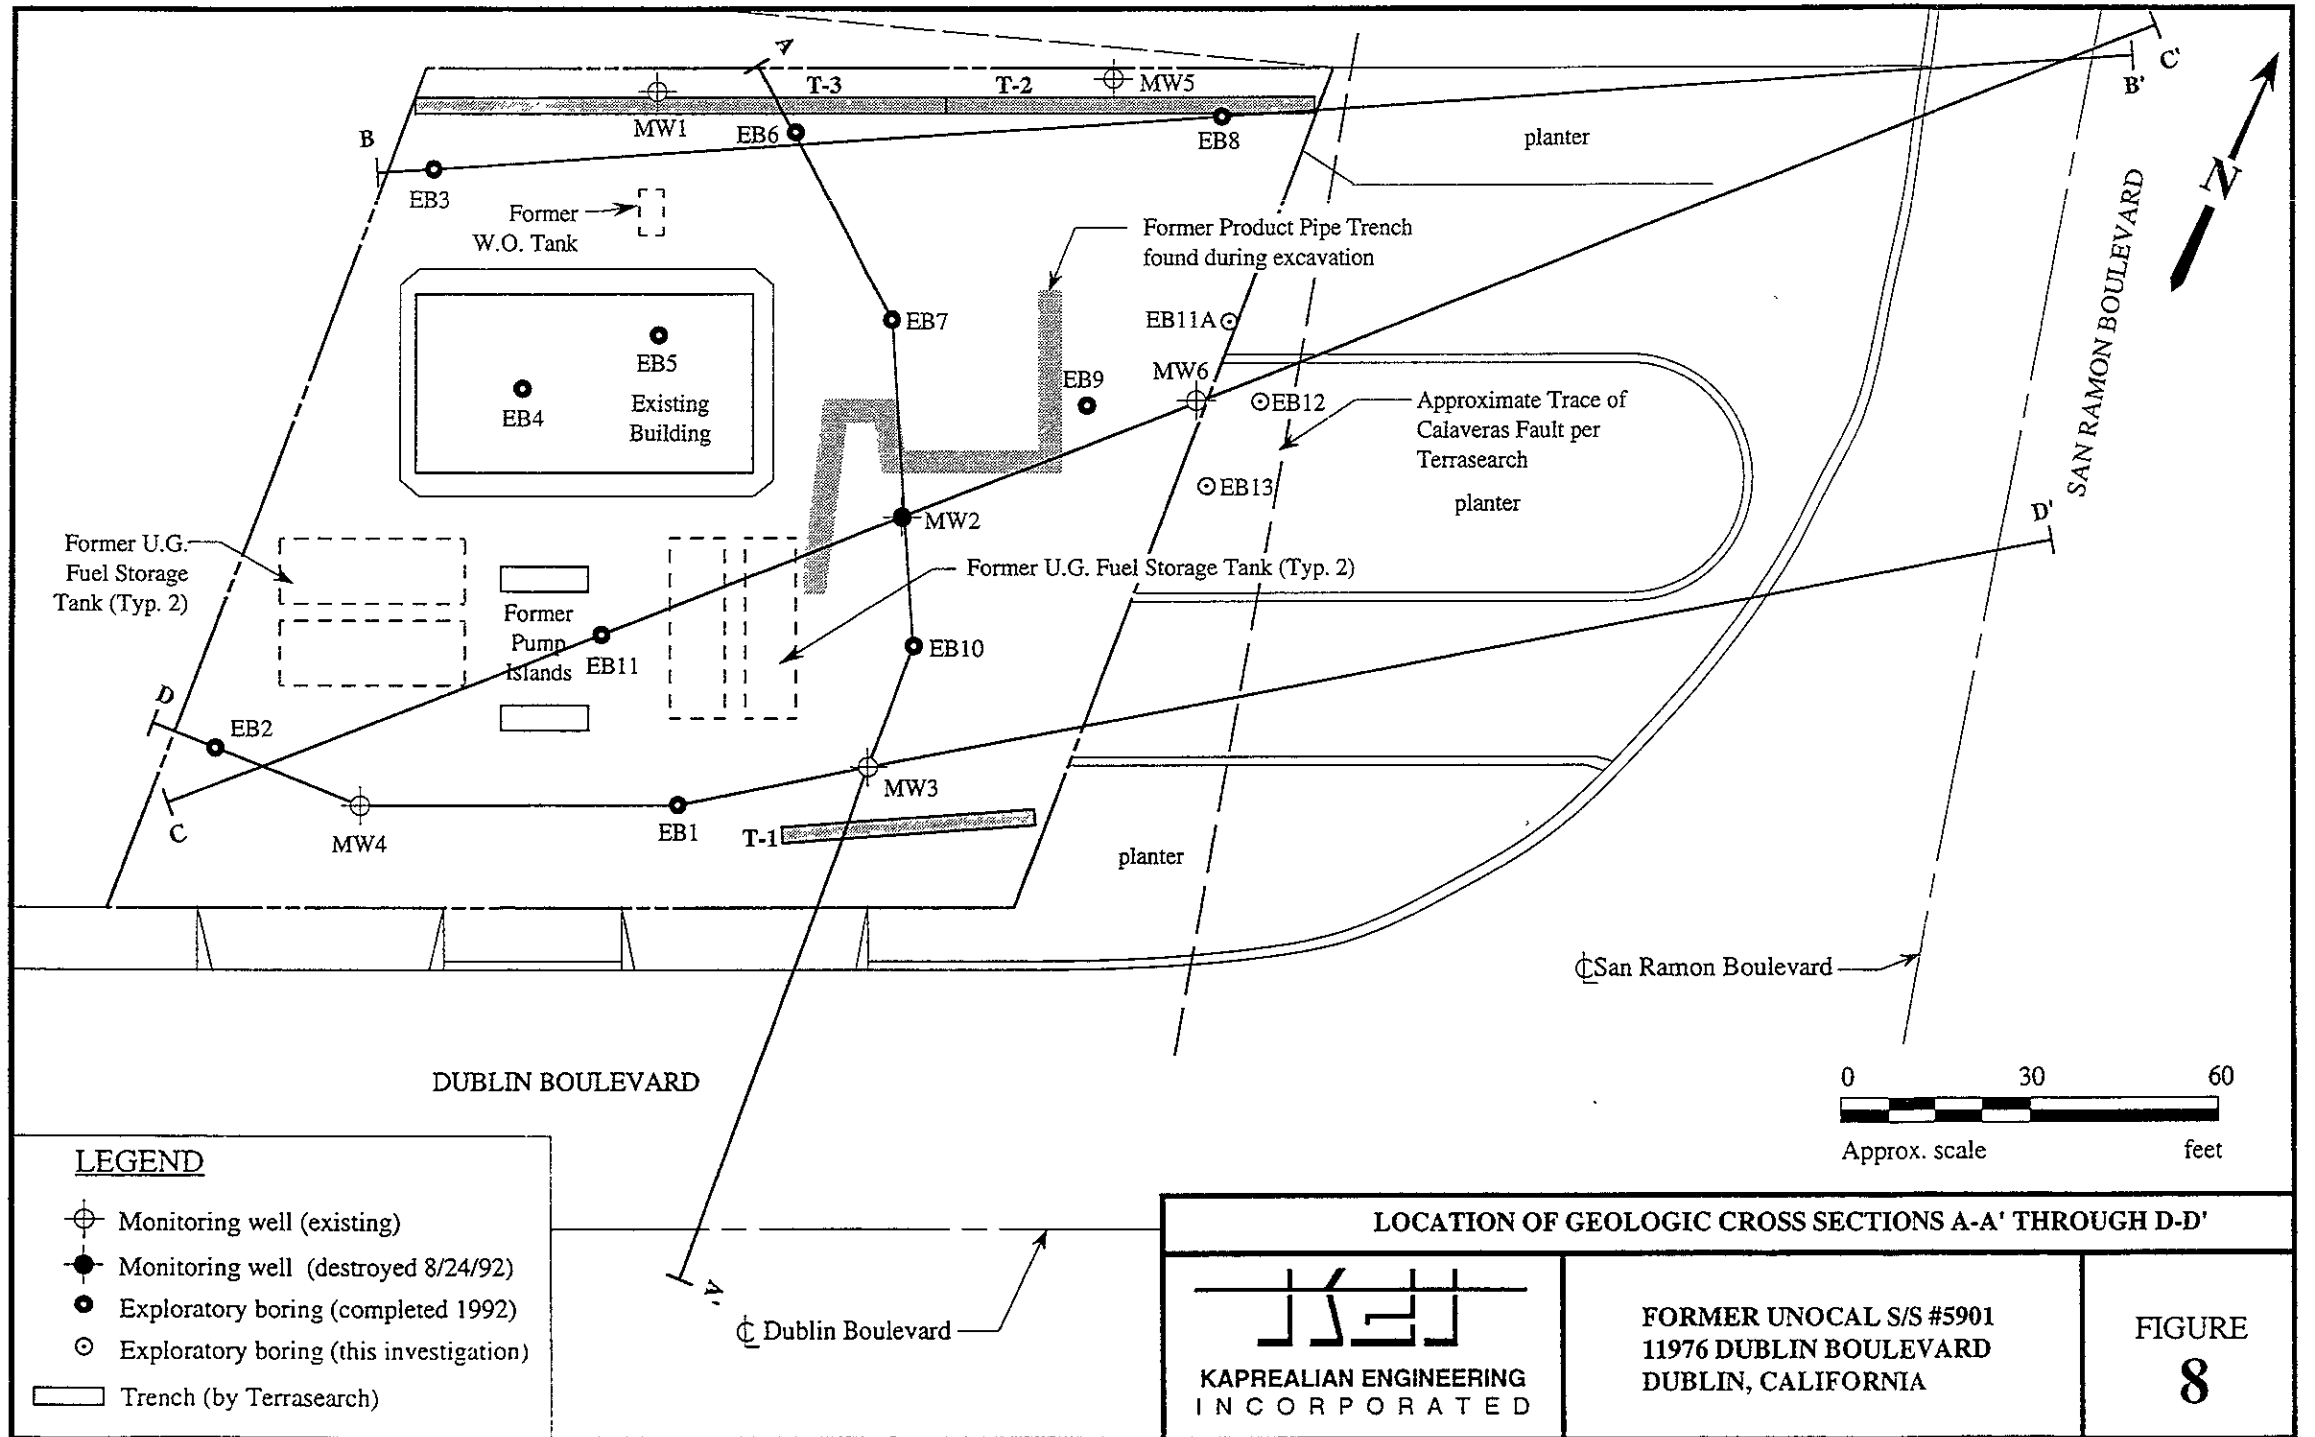 A
T-3
T-2
MW5
C'
B'
MW1
EB6
B
EB8
planter
EB3
N
Former
W.O. Tank
Former Product Pipe Trench
found during excavation
SAN RAMON BOULEVARD
EB7
EB11A
EB5
MW6
EB9
EB4
Existing
Building
EB12
Approximate Trace of
Calaveras Fault per
Terrasearch
EB13
planter
D'
MW2
Former U.G.
Fuel Storage
Tank (Typ. 2)
Former U.G. Fuel Storage Tank (Typ. 2)
Former
Pump
Islands
EB11
EB10
D
EB2
C
MW4
EB1
MW3
T-1
planter
℄ San Ramon Boulevard
DUBLIN BOULEVARD
0 30 60
Approx. scale feet
A'
℄ Dublin Boulevard
LEGEND
Monitoring well (existing)
Monitoring well (destroyed 8/24/92)
Exploratory boring (completed 1992)
Exploratory boring (this investigation)
Trench (by Terrasearch)
LOCATION OF GEOLOGIC CROSS SECTIONS A-A' THROUGH D-D'
KEI
KAPREALIAN ENGINEERING
INCORPORATED
FORMER UNOCAL S/S #5901
11976 DUBLIN BOULEVARD
DUBLIN, CALIFORNIA
FIGURE
8